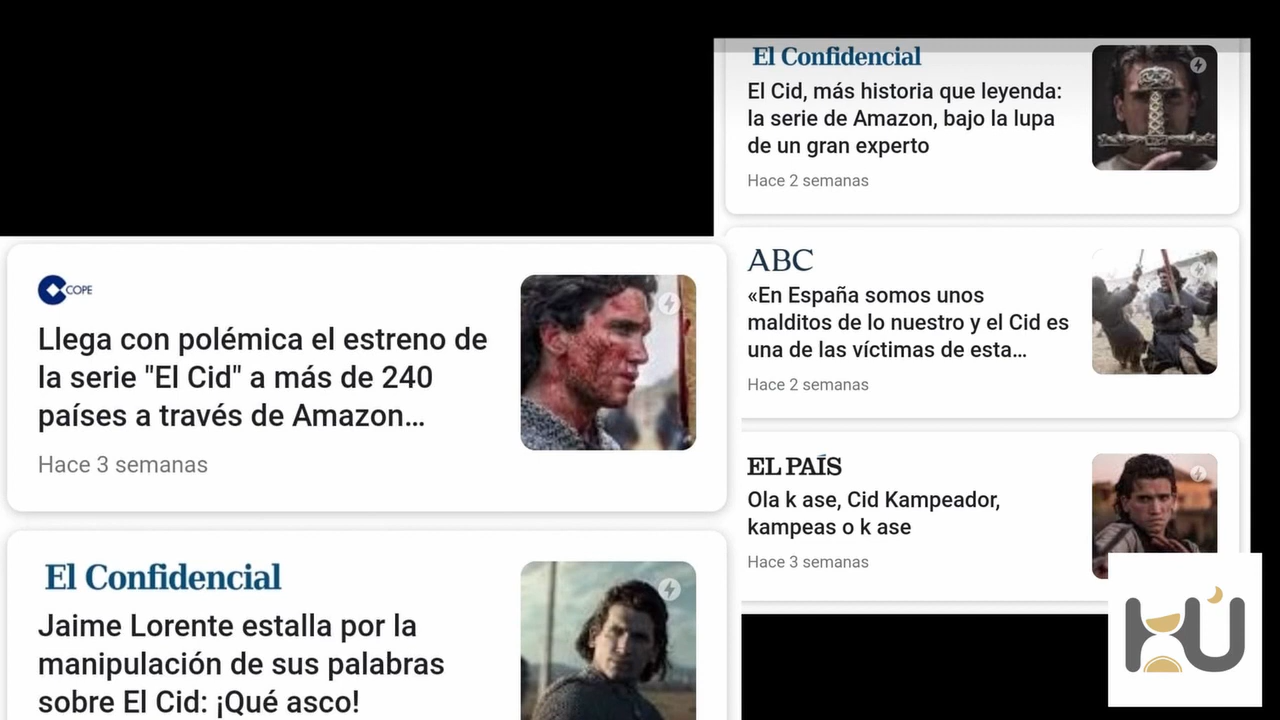 COPE
Llega con polémica el estreno de
la serie "El Cid" a más de 240
países a través de Amazon...
Hace 3 semanas
El Confidencial
Jaime Lorente estalla por la
manipulación de sus palabras
sobre El Cid: ¡Qué asco!
El Confidencial
El Cid, más historia que leyenda:
la serie de Amazon, bajo la lupa
de un gran experto
Hace 2 semanas
ABC
«En España somos unos
malditos de lo nuestro y el Cid es
una de las víctimas de esta...
Hace 2 semanas
EL PAÍS
Ola k ase, Cid Kampeador,
kampeas o k ase
Hace 3 semanas
HÚ